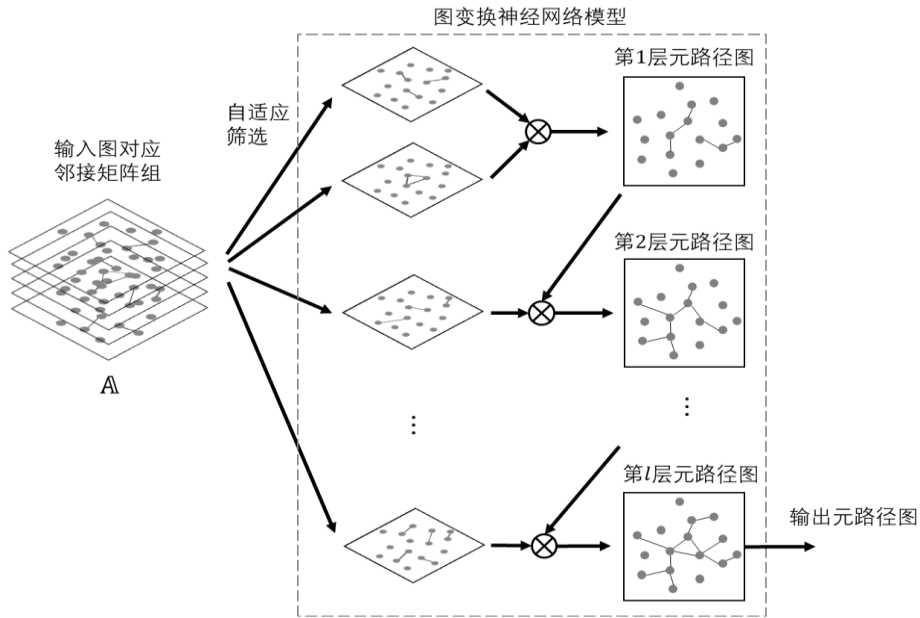 图变换神经网络模型
自适应
筛选
第1层元路径图
输入图对应
邻接矩阵组
第2层元路径图
𝔸
⋮
⋮
第l层元路径图
输出元路径图